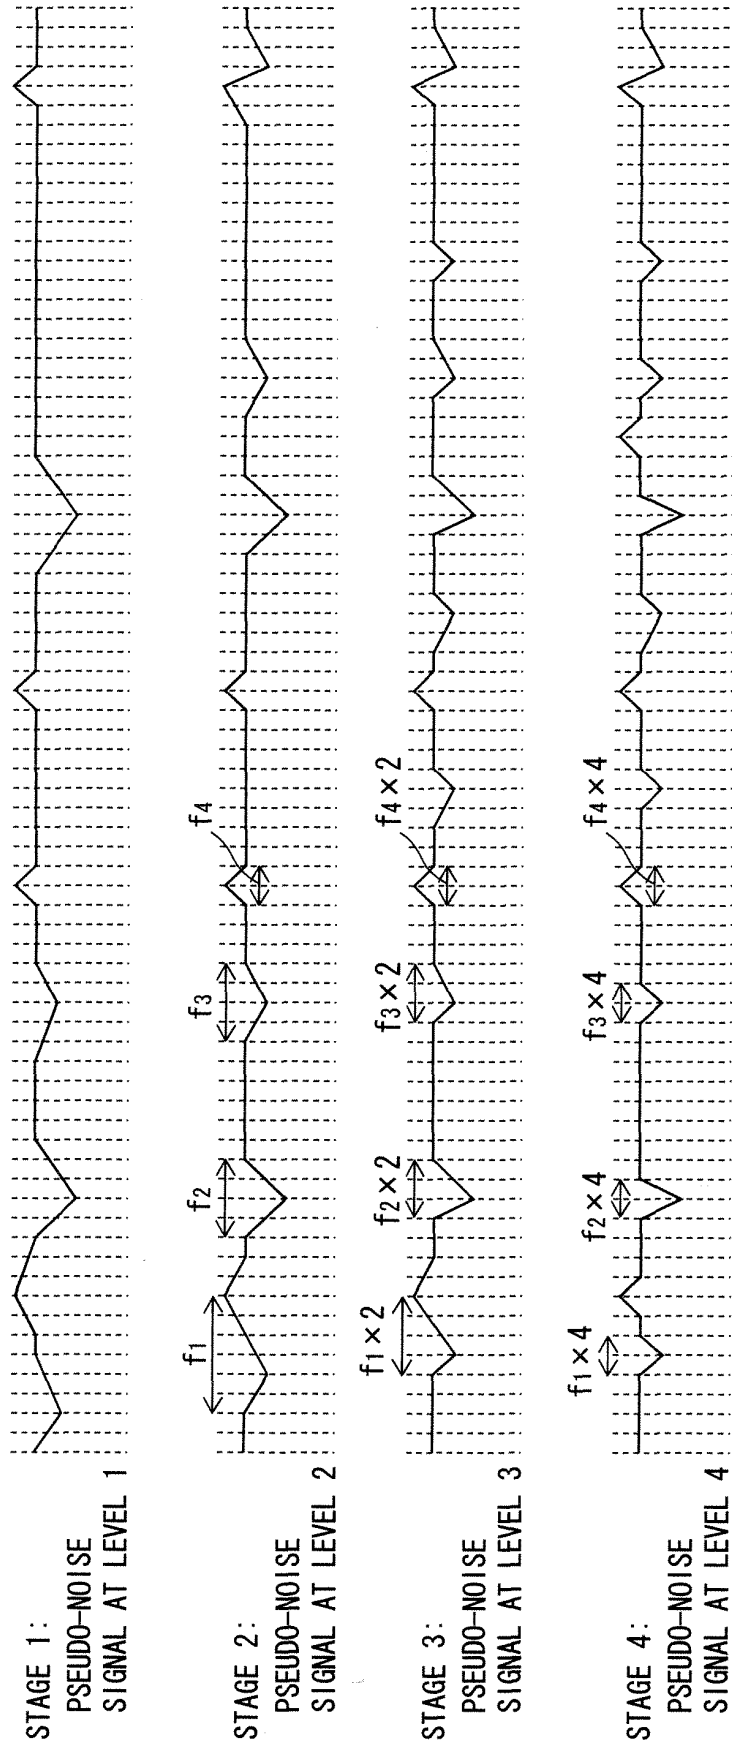 STAGE 1:
PSEUDO-NOISE
SIGNAL AT LEVEL 1
STAGE 2:
PSEUDO-NOISE
SIGNAL AT LEVEL 2
f1
f2
f3
f4
STAGE 3:
PSEUDO-NOISE
SIGNAL AT LEVEL 3
f1×2
f2×2
f3×2
f4×2
STAGE 4:
PSEUDO-NOISE
SIGNAL AT LEVEL 4
f1×4
f2×4
f3×4
f4×4